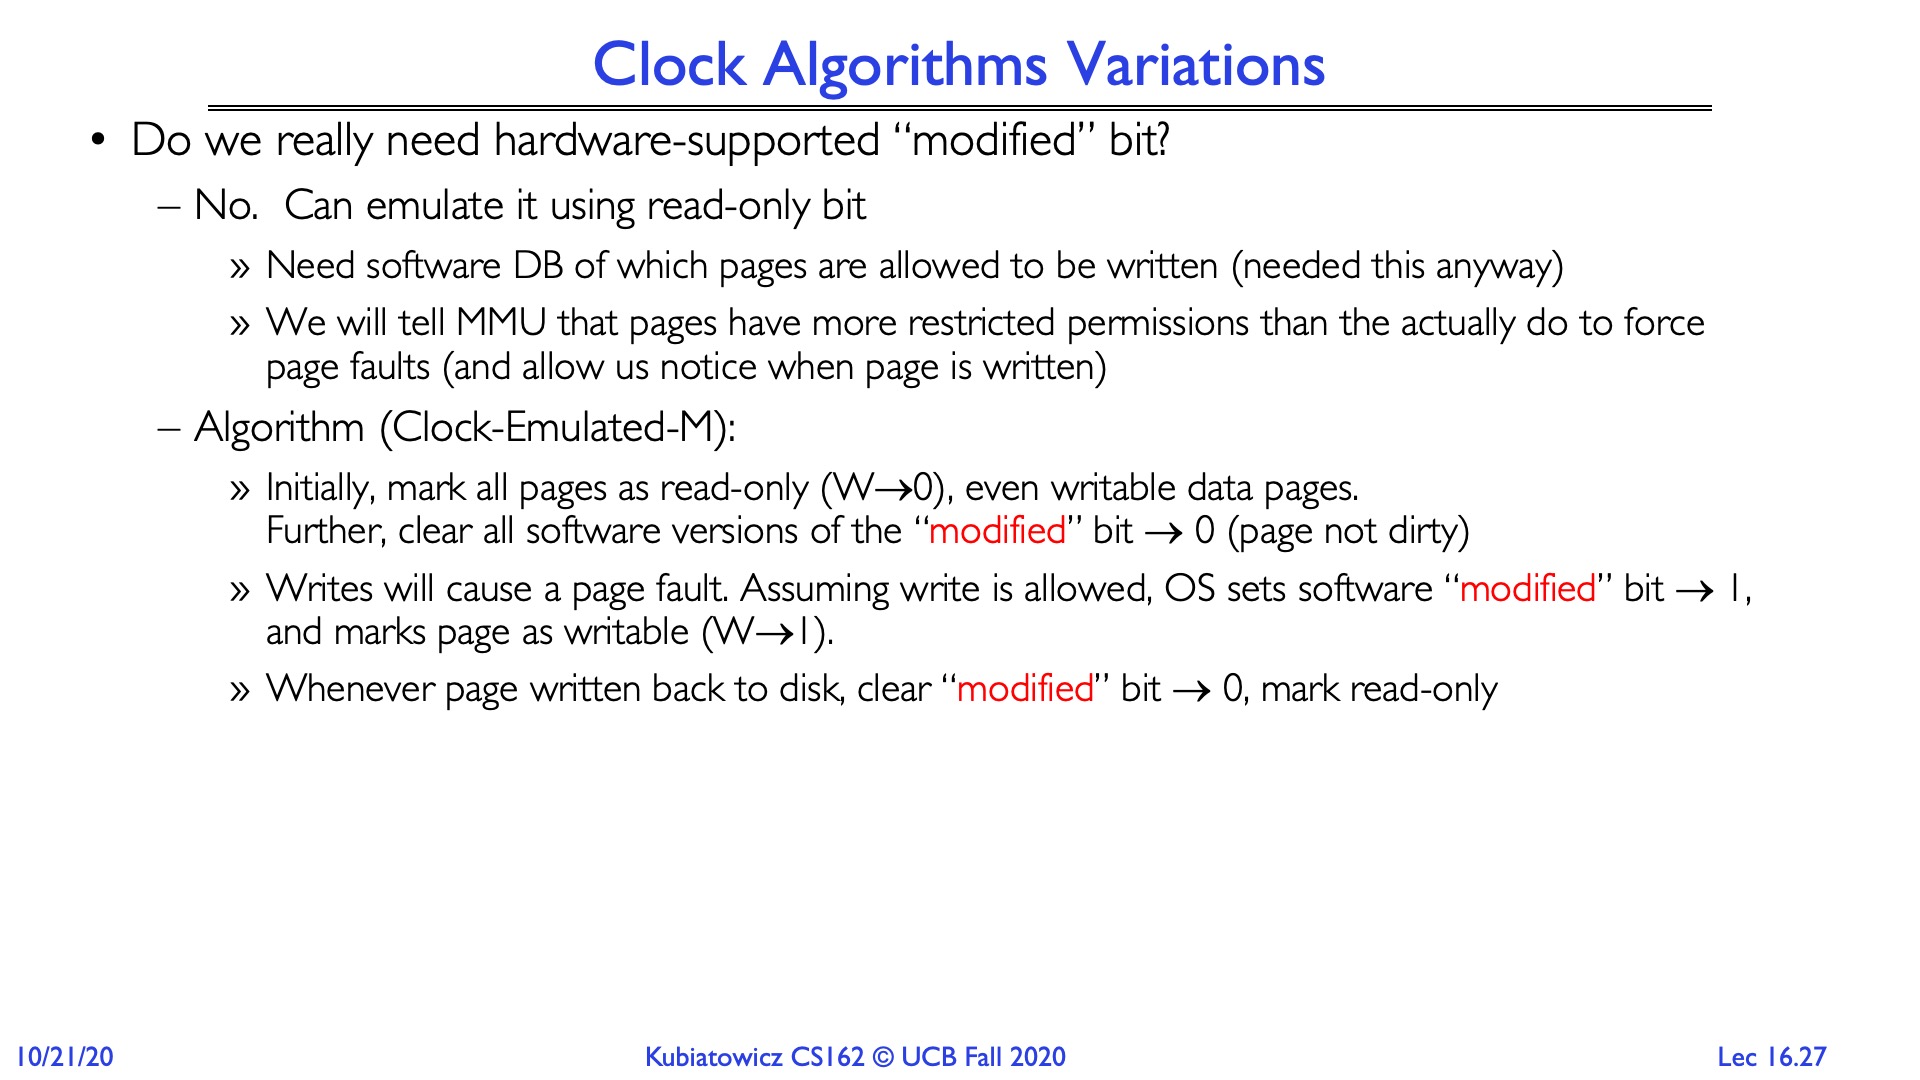 Clock Algorithms Variations
• Do we really need hardware-supported “modified” bit?
– No.  Can emulate it using read-only bit
» Need software DB of which pages are allowed to be written (needed this anyway)
» We will tell MMU that pages have more restricted permissions than the actually do to force
page faults (and allow us notice when page is written)
– Algorithm (Clock-Emulated-M):
» Initially, mark all pages as read-only (W→0), even writable data pages.
Further, clear all software versions of the “modified” bit → 0 (page not dirty)
» Writes will cause a page fault. Assuming write is allowed, OS sets software “modified” bit → 1,
and marks page as writable (W→1).
» Whenever page written back to disk, clear “modified” bit → 0, mark read-only
10/21/20
Kubiatowicz CS162 © UCB Fall 2020
Lec 16.27